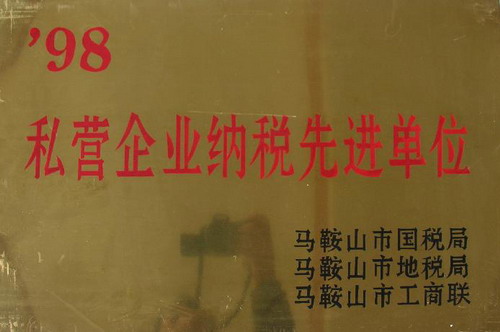 '98
私营企业纳税先进单位
马鞍山市国税局
马鞍山市地税局
马鞍山市工商联